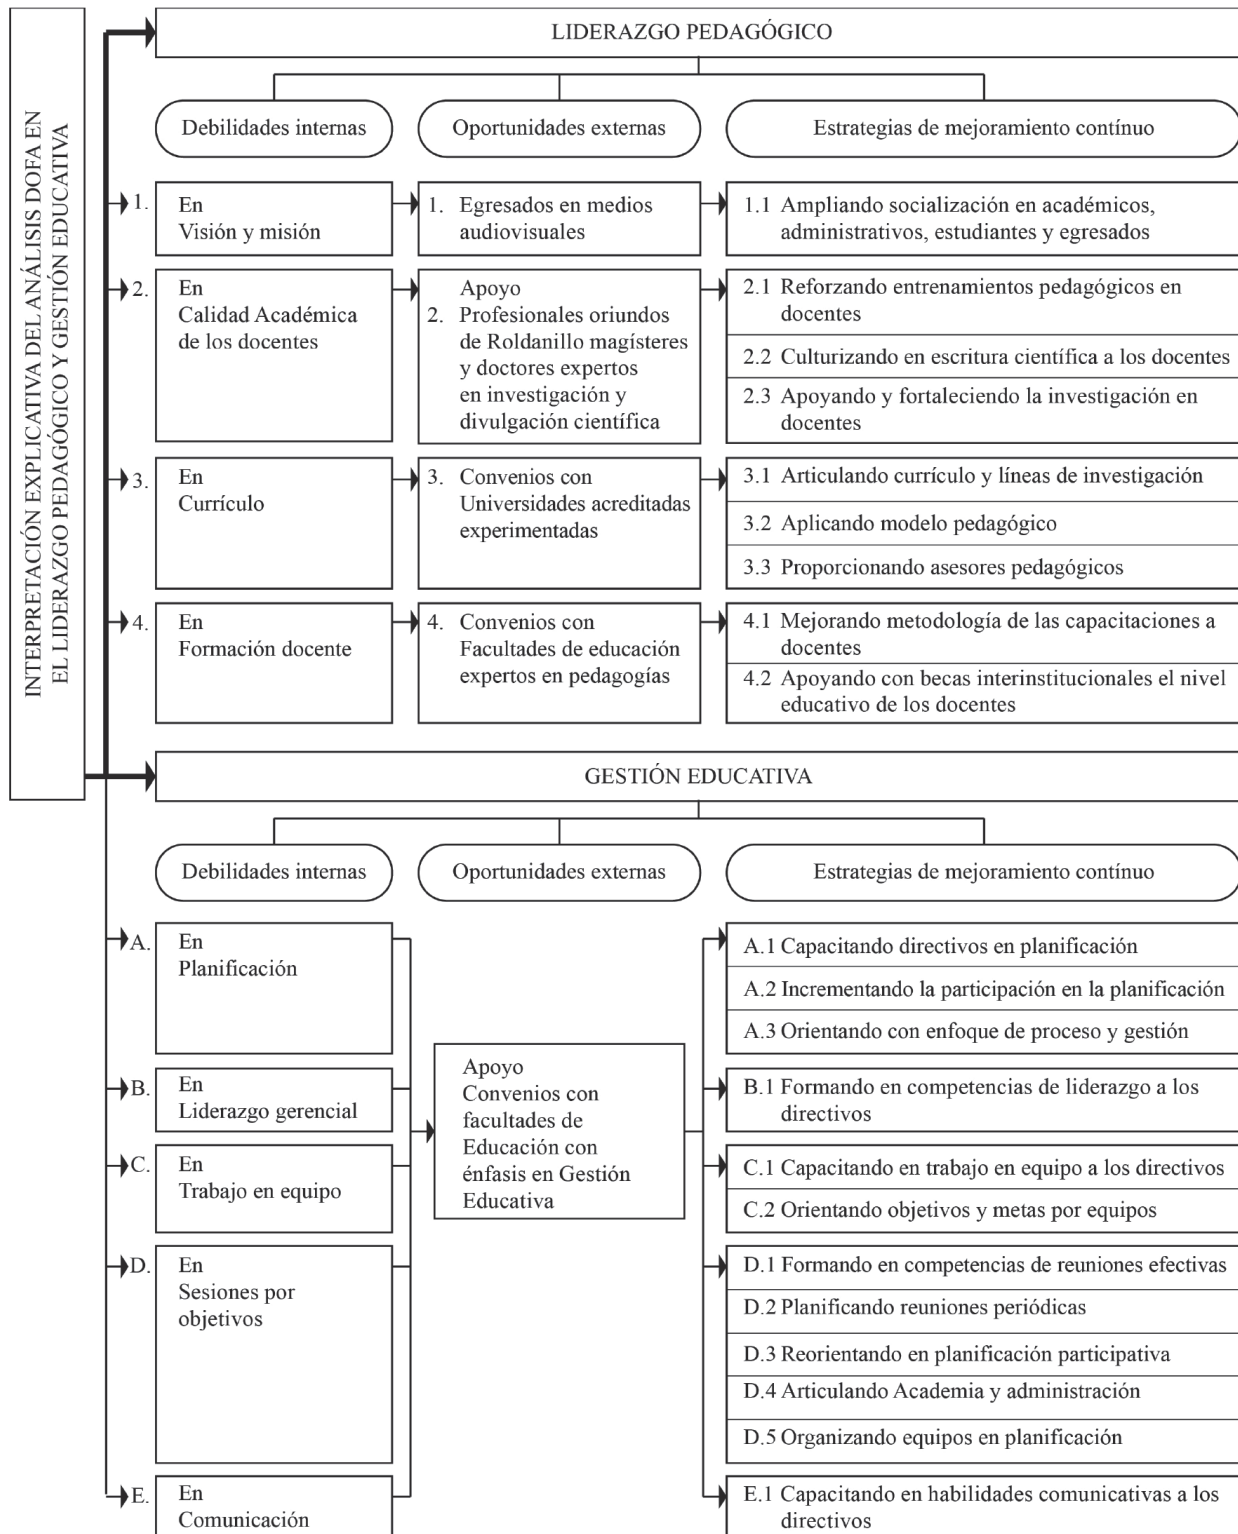 INTERPRETACIÓN EXPLICATIVA DEL ANÁLISIS DOFA EN
EL LIDERAZGO PEDAGÓGICO Y GESTIÓN EDUCATIVA
LIDERAZGO PEDAGÓGICO
Debilidades internas
Oportunidades externas
Estrategias de mejoramiento contínuo
1.
En
Visión y misión
1. Egresados en medios
audiovisuales
1.1 Ampliando socialización en académicos,
administrativos, estudiantes y egresados
2.
En
Calidad Académica
de los docentes
Apoyo
2. Profesionales oriundos
de Roldanillo magísteres
y doctores expertos
en investigación y
divulgación científica
2.1 Reforzando entrenamientos pedagógicos en
docentes
2.2 Culturizando en escritura científica a los docentes
2.3 Apoyando y fortaleciendo la investigación en
docentes
3.
En
Currículo
3. Convenios con
Universidades acreditadas
experimentadas
3.1 Articulando currículo y líneas de investigación
3.2 Aplicando modelo pedagógico
3.3 Proporcionando asesores pedagógicos
4.
En
Formación docente
4. Convenios con
Facultades de educación
expertos en pedagogías
4.1 Mejorando metodología de las capacitaciones a
docentes
4.2 Apoyando con becas interinstitucionales el nivel
educativo de los docentes
GESTIÓN EDUCATIVA
Debilidades internas
Oportunidades externas
Estrategias de mejoramiento contínuo
A.
En
Planificación
B.
En
Liderazgo gerencial
C.
En
Trabajo en equipo
D.
En
Sesiones por
objetivos
E.
En
Comunicación
Apoyo
Convenios con
facultades de
Educación con
énfasis en Gestión
Educativa
A.1 Capacitando directivos en planificación
A.2 Incrementando la participación en la planificación
A.3 Orientando con enfoque de proceso y gestión
B.1 Formando en competencias de liderazgo a los
directivos
C.1 Capacitando en trabajo en equipo a los directivos
C.2 Orientando objetivos y metas por equipos
D.1 Formando en competencias de reuniones efectivas
D.2 Planificando reuniones periódicas
D.3 Reorientando en planificación participativa
D.4 Articulando Academia y administración
D.5 Organizando equipos en planificación
E.1 Capacitando en habilidades comunicativas a los
directivos